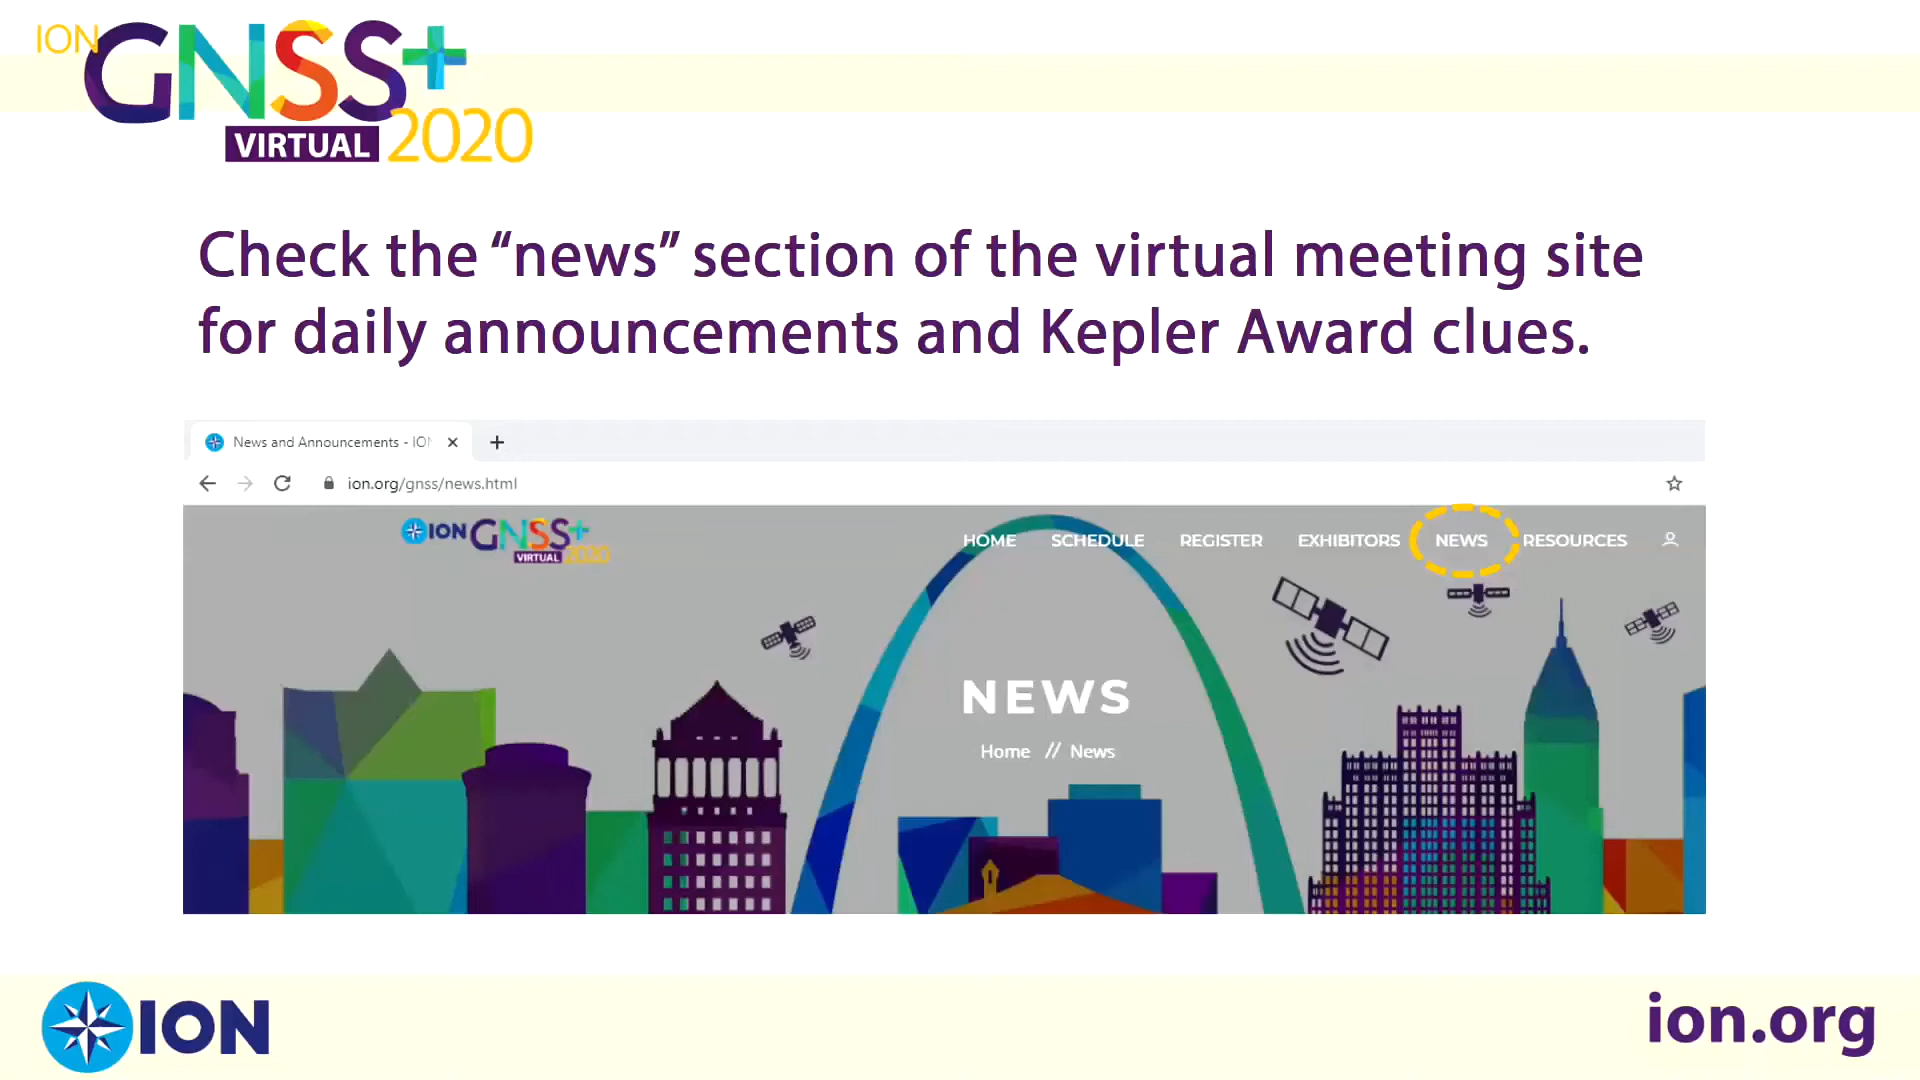 ION
GNSS+
VIRTUAL 2020
Check the “news” section of the virtual meeting site
for daily announcements and Kepler Award clues.
News and Announcements - ION
ion.org/gnss/news.html
ION GNSS+
VIRTUAL 2020
HOME SCHEDULE REGISTER EXHIBITORS NEWS RESOURCES
NEWS
Home // News
ION
ion.org